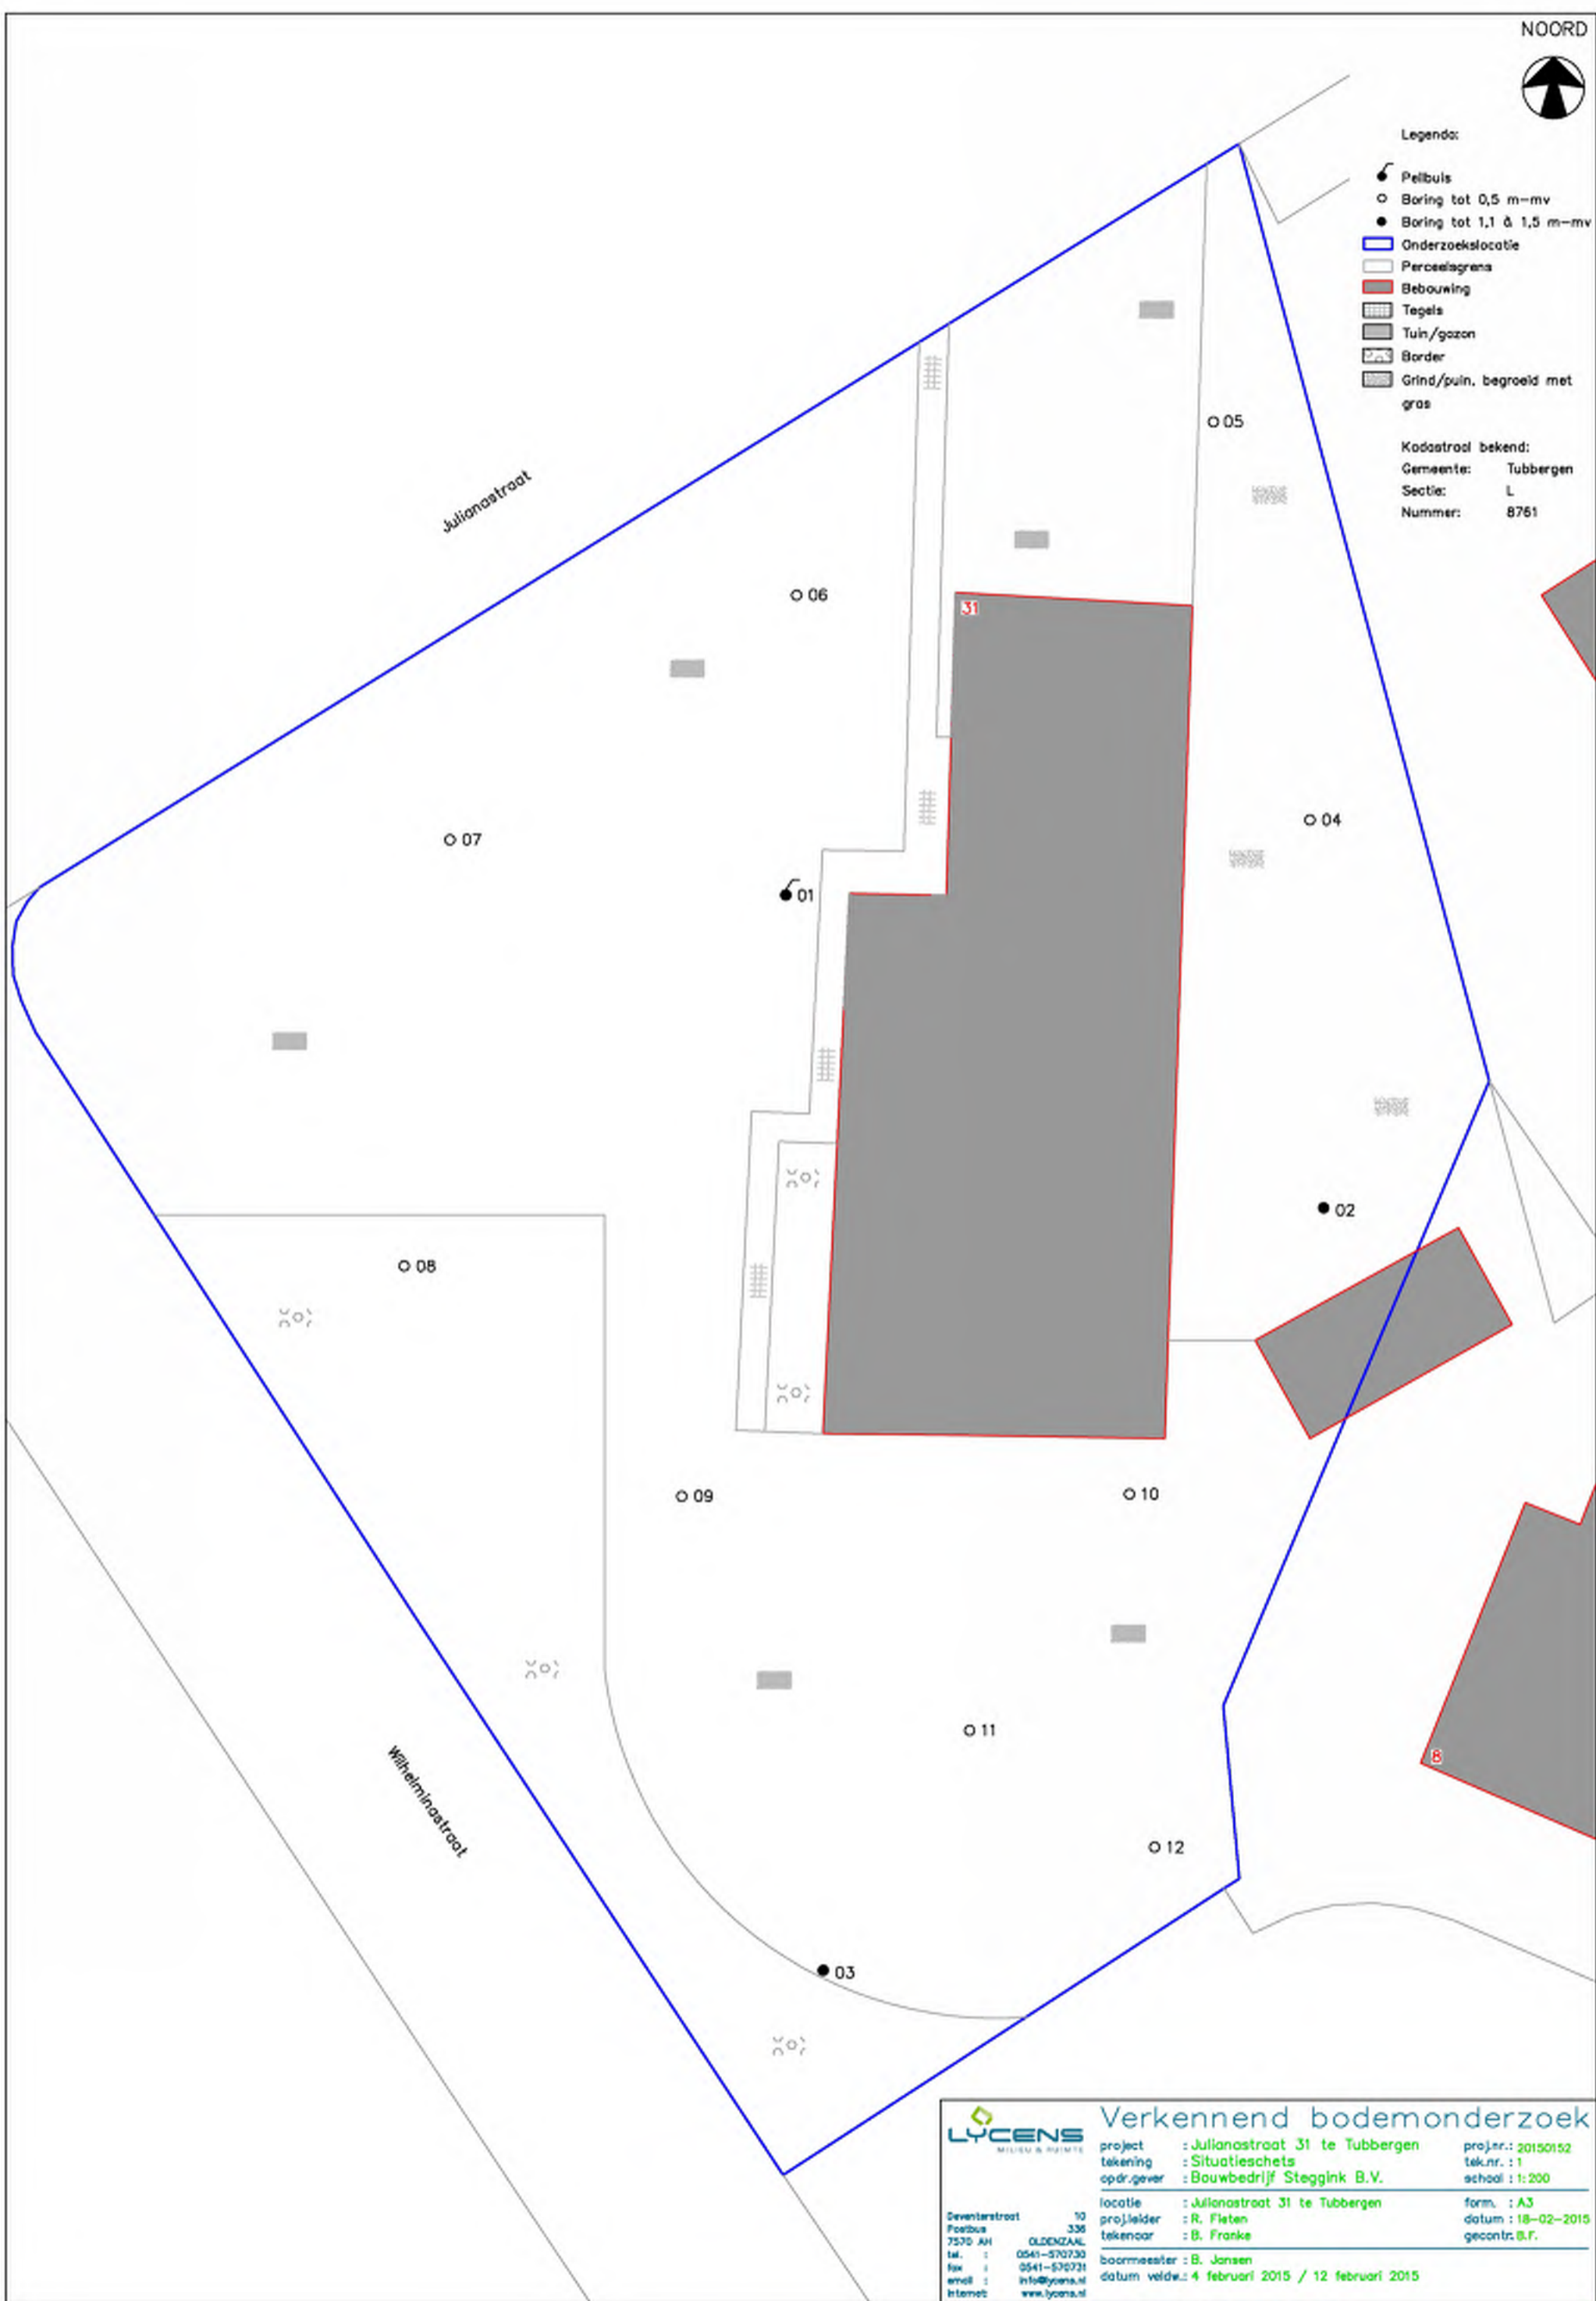 NOORD
Legenda:
Peilbuis
Boring tot 0,5 m-mv
Boring tot 1,1 à 1,5 m-mv
Onderzoekslocatie
Perceelsgrens
Bebouwing
Tegels
Tuin/gazon
Border
Grind/puin, begroeid met
gras
Kadastraal bekend:
Gemeente: Tubbergen
Sectie: L
Nummer: 8761
Julianastraat
05
06
31
07
04
01
02
08
09
10
11
8
Wilhelminastraat
12
03
LYCENS
MILIEU & RUIMTE
Deventerstraat 10
Postbus 336
7570 AH OLDENZAAL
tel. : 0541-570730
fax : 0541-570731
email : info@lycens.nl
internet: www.lycens.nl
Verkennend bodemonderzoek
project : Julianastraat 31 te Tubbergen proj.nr.: 20150152
tekening : Situatieschets tek.nr. : 1
opdr.gever : Bouwbedrijf Steggink B.V. schaal : 1:200
locatie : Julianastraat 31 te Tubbergen form. : A3
proj.leider : R. Fleten datum : 18-02-2015
tekenaar : B. Franke gecontr.: B.F.
boormeester : B. Jansen
datum veldw.: 4 februari 2015 / 12 februari 2015